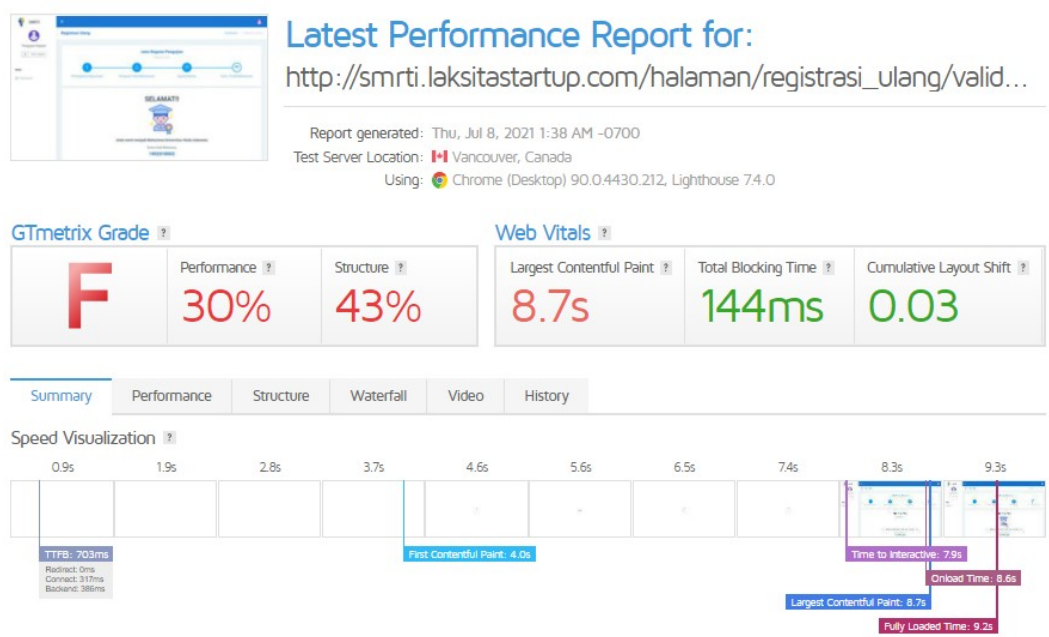 Latest Performance Report for:
http://smrti.laksitastartup.com/halaman/registrasi_ulang/valid...
Report generated: Thu, Jul 8, 2021 1:38 AM -0700
Test Server Location: Vancouver, Canada
Using: Chrome (Desktop) 90.0.4430.212, Lighthouse 7.4.0
SELAMAT!!
GTmetrix Grade ?
Web Vitals ?
F
Performance ?
30%
Structure ?
43%
Largest Contentful Paint ?
8.7s
Total Blocking Time ?
144ms
Cumulative Layout Shift ?
0.03
Summary Performance Structure Waterfall Video History
Speed Visualization ?
0.9s 1.9s 2.8s 3.7s 4.6s 5.6s 6.5s 7.4s 8.3s 9.3s
TTFB: 703ms
Redirect: 0ms
Connect: 317ms
Backend: 386ms
First Contentful Paint: 4.0s
Time to Interactive: 7.9s
Onload Time: 8.6s
Largest Contentful Paint: 8.7s
Fully Loaded Time: 9.2s